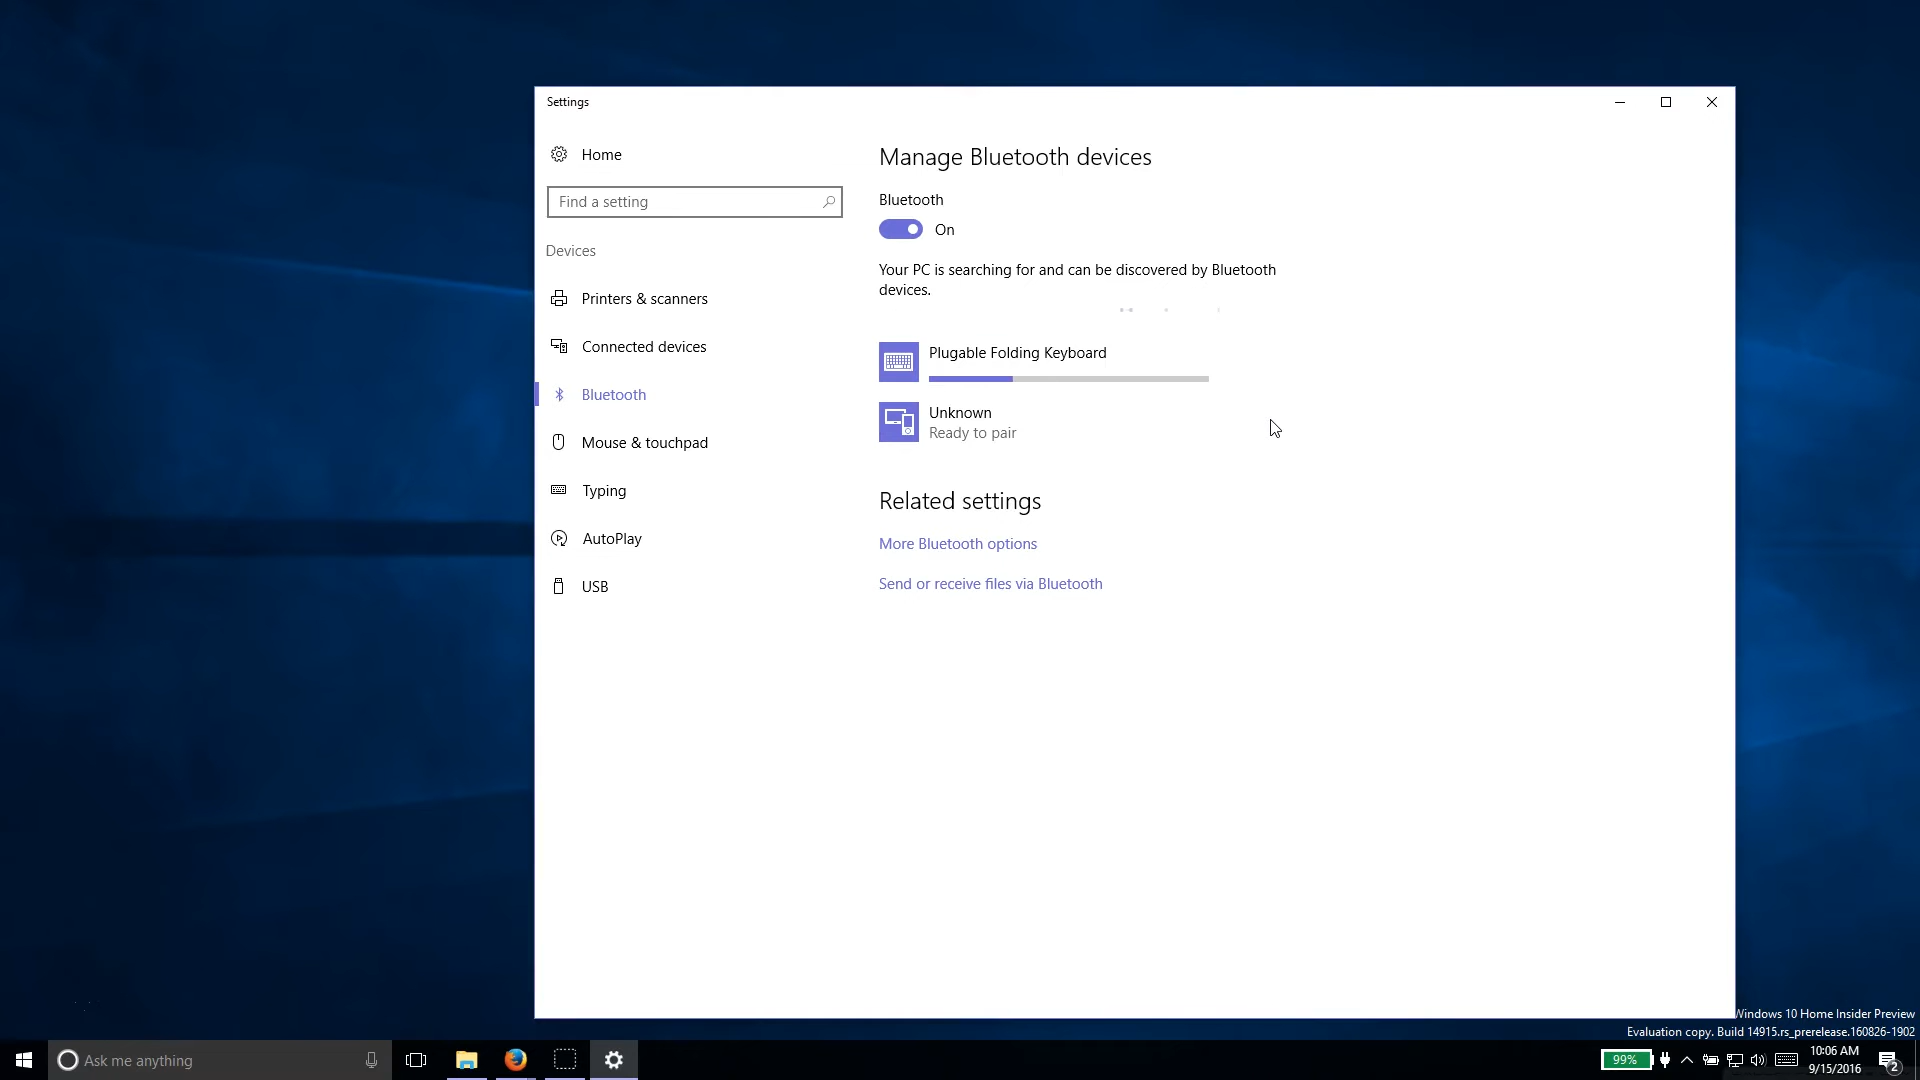 Settings
Home
Find a setting
Devices
Printers & scanners
Connected devices
Bluetooth
Mouse & touchpad
Typing
AutoPlay
USB
Manage Bluetooth devices
Bluetooth
On
Your PC is searching for and can be discovered by Bluetooth
devices.
Plugable Folding Keyboard
Unknown
Ready to pair
Related settings
More Bluetooth options
Send or receive files via Bluetooth
Windows 10 Home Insider Preview
Evaluation copy. Build 14915.rs_prerelease.160826-1902
Ask me anything
99%
10:06 AM
9/15/2016
2